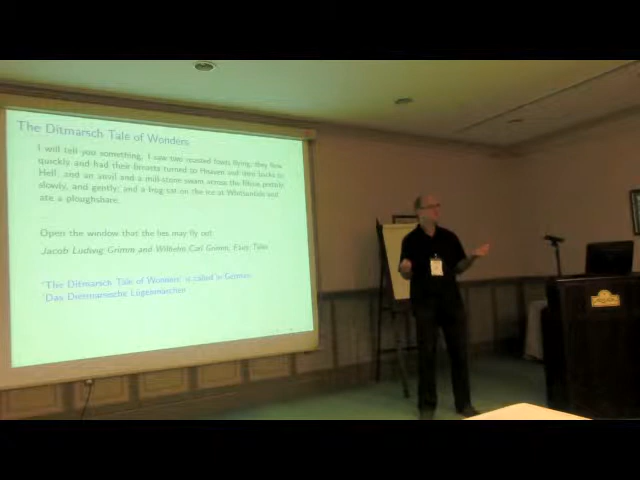 The Ditmarsch Tale of Wonders
I will tell you something. I saw two roasted fowls flying; they flew
quickly and had their breasts turned to Heaven and their backs to
Hell; and an anvil and a mill-stone swam across the Rhine prettily
slowly, and gently; and a frog sat on the ice at Whitsuntide and
ate a ploughshare.
Open the window that the lies may fly out.
Jacob Ludwig Grimm and Wilhelm Carl Grimm, Fairy Tales
'The Ditmarsch Tale of Wonders' is called in German
'Das Dietmarsische Lügenmärchen'